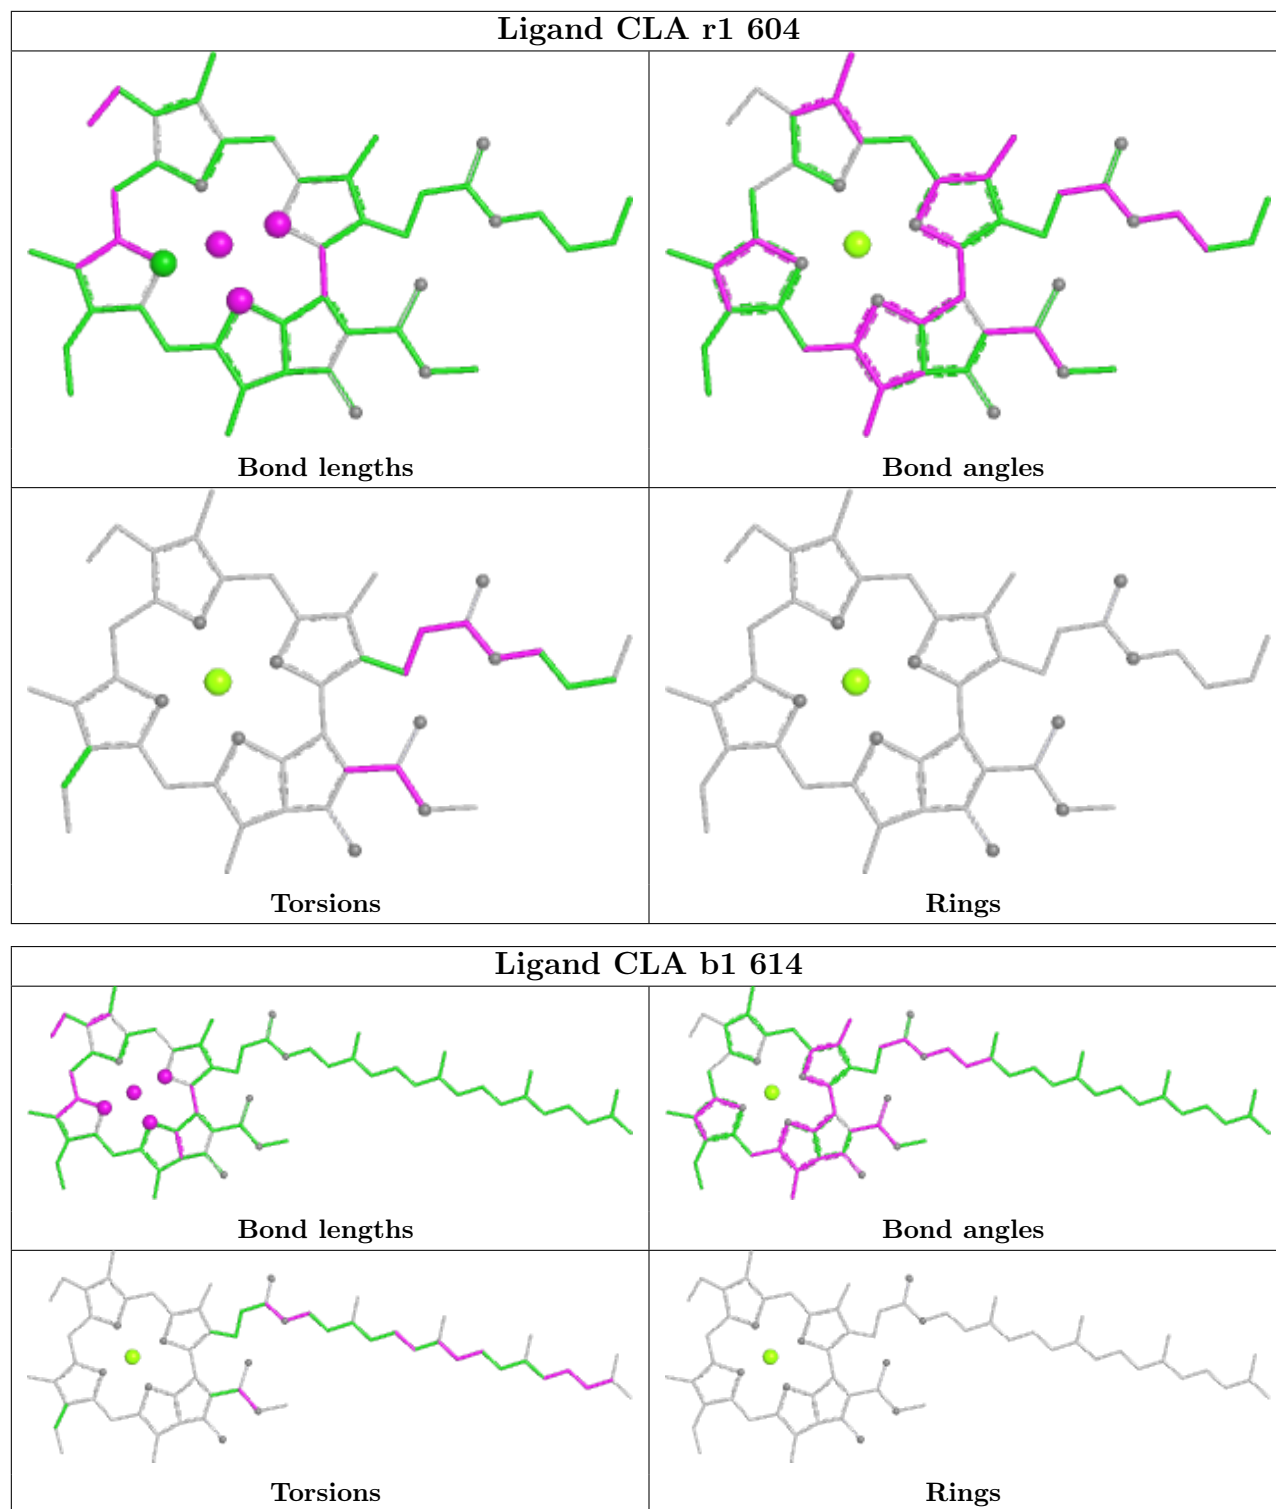 Ligand CLA r1 604
Bond lengths
Bond angles
Torsions
Rings
Ligand CLA b1 614
Bond lengths
Bond angles
Torsions
Rings